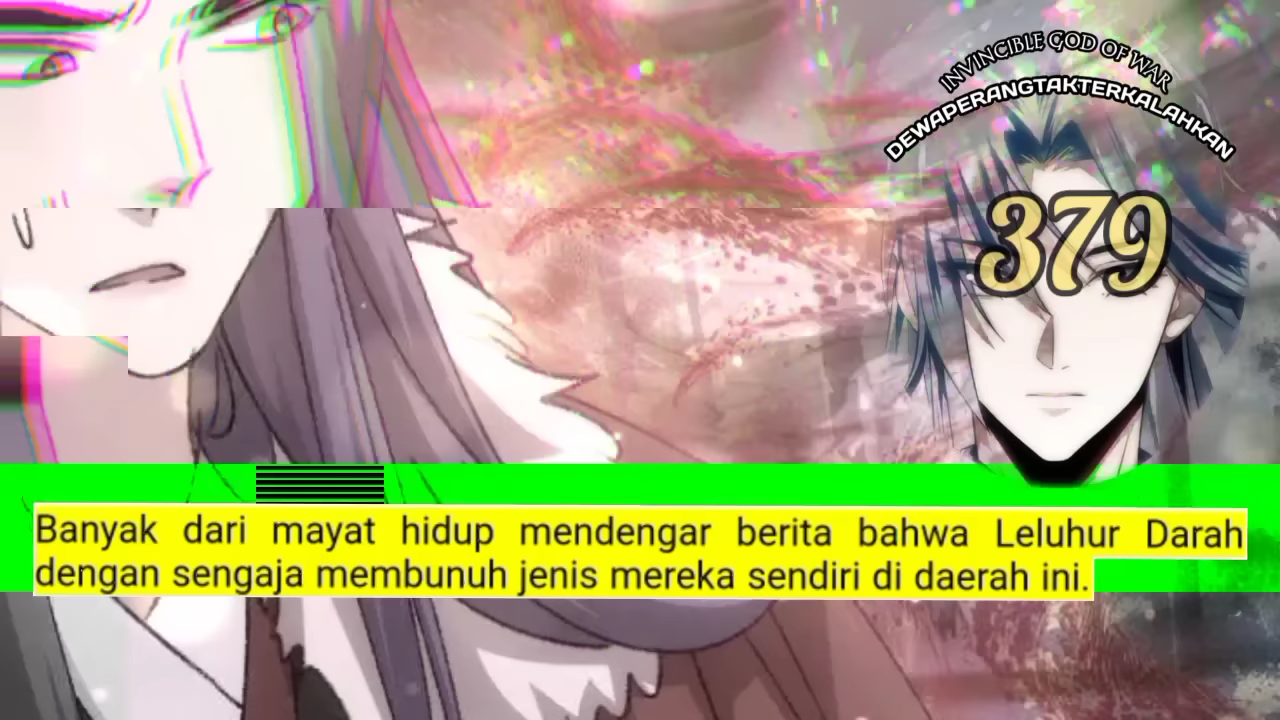 INVINCIBLE GOD OF WAR
DEWAPERANGTAKTERKALAHKAN
379
Banyak dari mayat hidup mendengar berita bahwa Leluhur Darah
dengan sengaja membunuh jenis mereka sendiri di daerah ini.